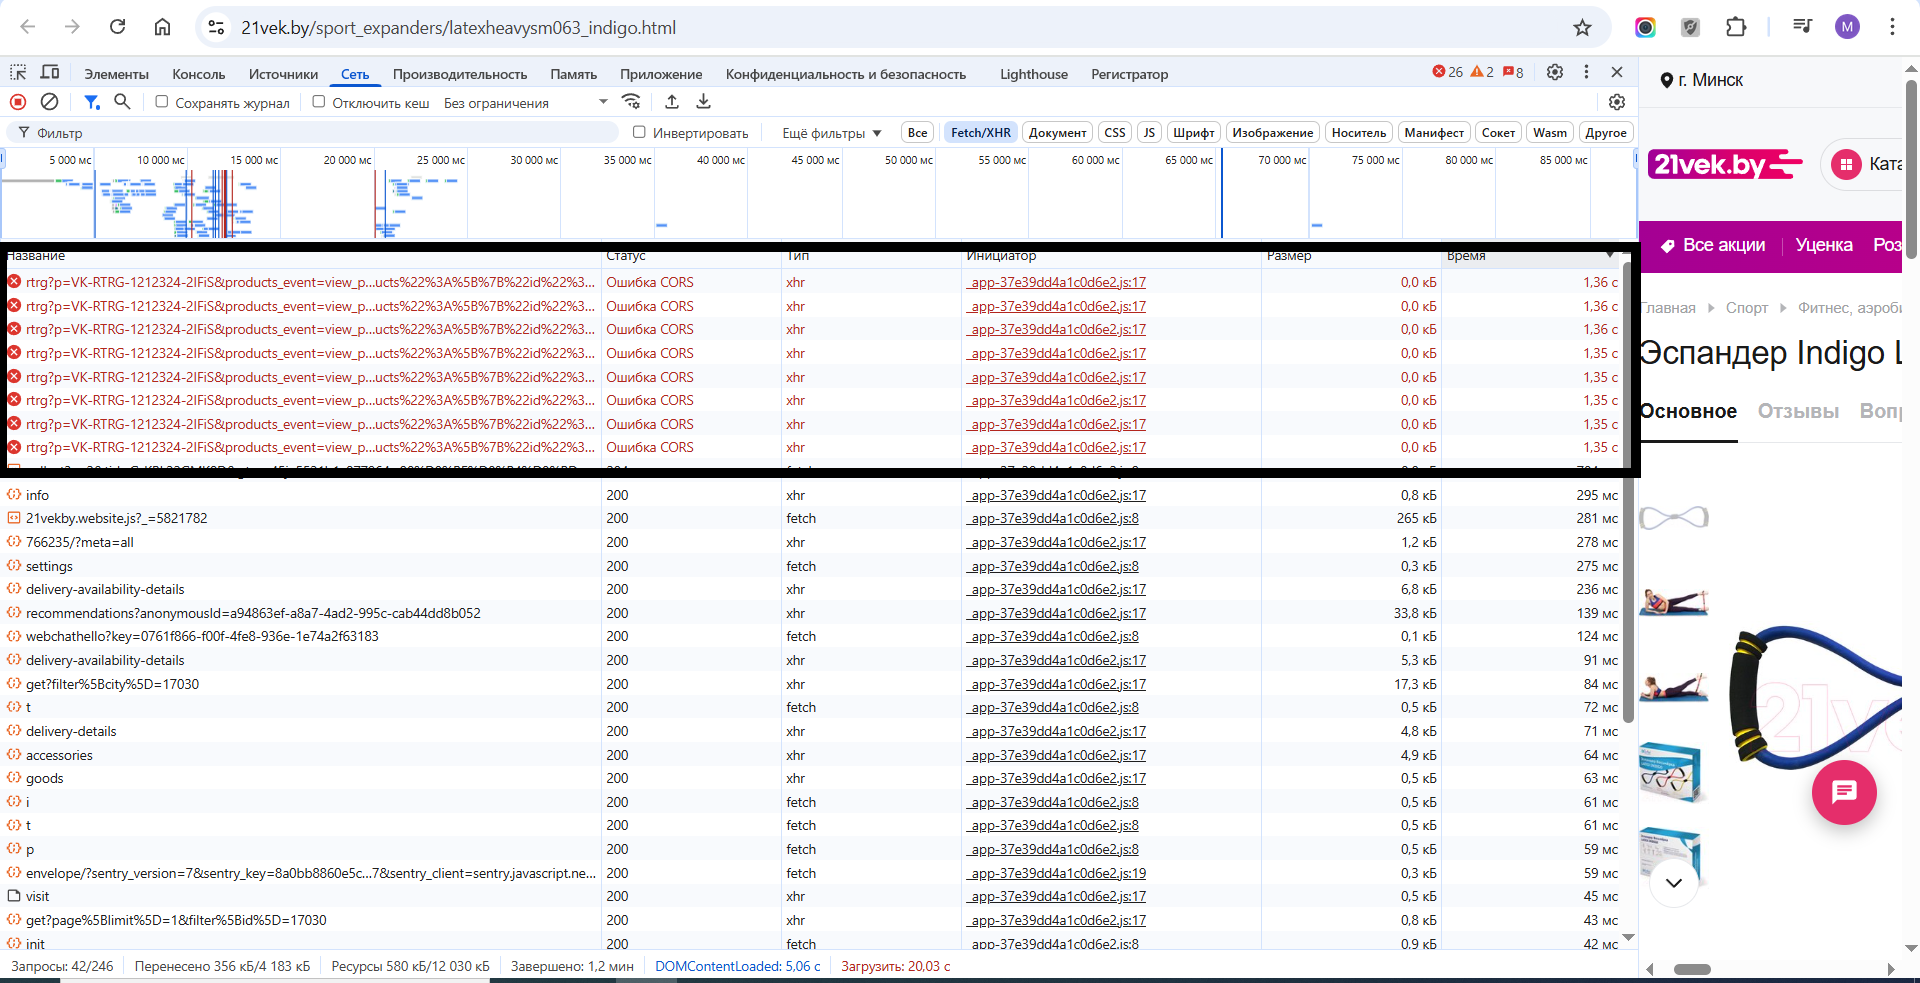 21vek.by/sport_expanders/latexheavysm063_indigo.html
M
Элементы Консоль Источники Сеть Производительность Память Приложение Конфиденциальность и безопасность Lighthouse Регистратор 26 2 8
Сохранять журнал Отключить кеш Без ограничения
Фильтр Инвертировать Ещё фильтры Все Fetch/XHR Документ CSS JS Шрифт Изображение Носитель Манифест Сокет Wasm Другое
5 000 мс 10 000 мс 15 000 мс 20 000 мс 25 000 мс 30 000 мс 35 000 мс 40 000 мс 45 000 мс 50 000 мс 55 000 мс 60 000 мс 65 000 мс 70 000 мс 75 000 мс 80 000 мс 85 000 мс
Название Статус Тип Инициатор Размер Время
rtrg?p=VK-RTRG-1212324-2IFiS&products_event=view_p...ucts%22%3A%5B%7B%22id%22%3... Ошибка CORS xhr _app-37e39dd4a1c0d6e2.js:17 0,0 кБ 1,36 с
rtrg?p=VK-RTRG-1212324-2IFiS&products_event=view_p...ucts%22%3A%5B%7B%22id%22%3... Ошибка CORS xhr _app-37e39dd4a1c0d6e2.js:17 0,0 кБ 1,36 с
rtrg?p=VK-RTRG-1212324-2IFiS&products_event=view_p...ucts%22%3A%5B%7B%22id%22%3... Ошибка CORS xhr _app-37e39dd4a1c0d6e2.js:17 0,0 кБ 1,36 с
rtrg?p=VK-RTRG-1212324-2IFiS&products_event=view_p...ucts%22%3A%5B%7B%22id%22%3... Ошибка CORS xhr _app-37e39dd4a1c0d6e2.js:17 0,0 кБ 1,35 с
rtrg?p=VK-RTRG-1212324-2IFiS&products_event=view_p...ucts%22%3A%5B%7B%22id%22%3... Ошибка CORS xhr _app-37e39dd4a1c0d6e2.js:17 0,0 кБ 1,35 с
rtrg?p=VK-RTRG-1212324-2IFiS&products_event=view_p...ucts%22%3A%5B%7B%22id%22%3... Ошибка CORS xhr _app-37e39dd4a1c0d6e2.js:17 0,0 кБ 1,35 с
rtrg?p=VK-RTRG-1212324-2IFiS&products_event=view_p...ucts%22%3A%5B%7B%22id%22%3... Ошибка CORS xhr _app-37e39dd4a1c0d6e2.js:17 0,0 кБ 1,35 с
rtrg?p=VK-RTRG-1212324-2IFiS&products_event=view_p...ucts%22%3A%5B%7B%22id%22%3... Ошибка CORS xhr _app-37e39dd4a1c0d6e2.js:17 0,0 кБ 1,35 с
info 200 xhr _app-37e39dd4a1c0d6e2.js:17 0,8 кБ 295 мс
21vekby.website.js?_=5821782 200 fetch _app-37e39dd4a1c0d6e2.js:8 265 кБ 281 мс
766235/?meta=all 200 xhr _app-37e39dd4a1c0d6e2.js:17 1,2 кБ 278 мс
settings 200 fetch _app-37e39dd4a1c0d6e2.js:8 0,3 кБ 275 мс
delivery-availability-details 200 xhr _app-37e39dd4a1c0d6e2.js:17 6,8 кБ 236 мс
recommendations?anonymousId=a94863ef-a8a7-4ad2-995c-cab44dd8b052 200 xhr _app-37e39dd4a1c0d6e2.js:17 33,8 кБ 139 мс
webchathello?key=0761f866-f00f-4fe8-936e-1e74a2f63183 200 fetch _app-37e39dd4a1c0d6e2.js:8 0,1 кБ 124 мс
delivery-availability-details 200 xhr _app-37e39dd4a1c0d6e2.js:17 5,3 кБ 91 мс
get?filter%5Bcity%5D=17030 200 xhr _app-37e39dd4a1c0d6e2.js:17 17,3 кБ 84 мс
t 200 fetch _app-37e39dd4a1c0d6e2.js:8 0,5 кБ 72 мс
delivery-details 200 xhr _app-37e39dd4a1c0d6e2.js:17 4,8 кБ 71 мс
accessories 200 xhr _app-37e39dd4a1c0d6e2.js:17 4,9 кБ 64 мс
goods 200 xhr _app-37e39dd4a1c0d6e2.js:17 0,5 кБ 63 мс
i 200 fetch _app-37e39dd4a1c0d6e2.js:8 0,5 кБ 61 мс
t 200 fetch _app-37e39dd4a1c0d6e2.js:8 0,5 кБ 61 мс
p 200 fetch _app-37e39dd4a1c0d6e2.js:8 0,5 кБ 59 мс
envelope/?sentry_version=7&sentry_key=8a0bb8860e5c...7&sentry_client=sentry.javascript.ne... 200 fetch _app-37e39dd4a1c0d6e2.js:19 0,3 кБ 59 мс
visit 200 xhr _app-37e39dd4a1c0d6e2.js:17 0,5 кБ 45 мс
get?page%5Blimit%5D=1&filter%5Bid%5D=17030 200 xhr _app-37e39dd4a1c0d6e2.js:17 0,8 кБ 43 мс
init 200 fetch _app-37e39dd4a1c0d6e2.js:8 0,9 кБ 42 мс
Запросы: 42/246 Перенесено 356 кБ/4 183 кБ Ресурсы 580 кБ/12 030 кБ Завершено: 1,2 мин DOMContentLoaded: 5,06 с Загрузить: 20,03 с
г. Минск
21vek.by Ката
Все акции Уценка Роз
Главная Спорт Фитнес, аэроби
Эспандер Indigo L
Основное Отзывы Вопр
21ve